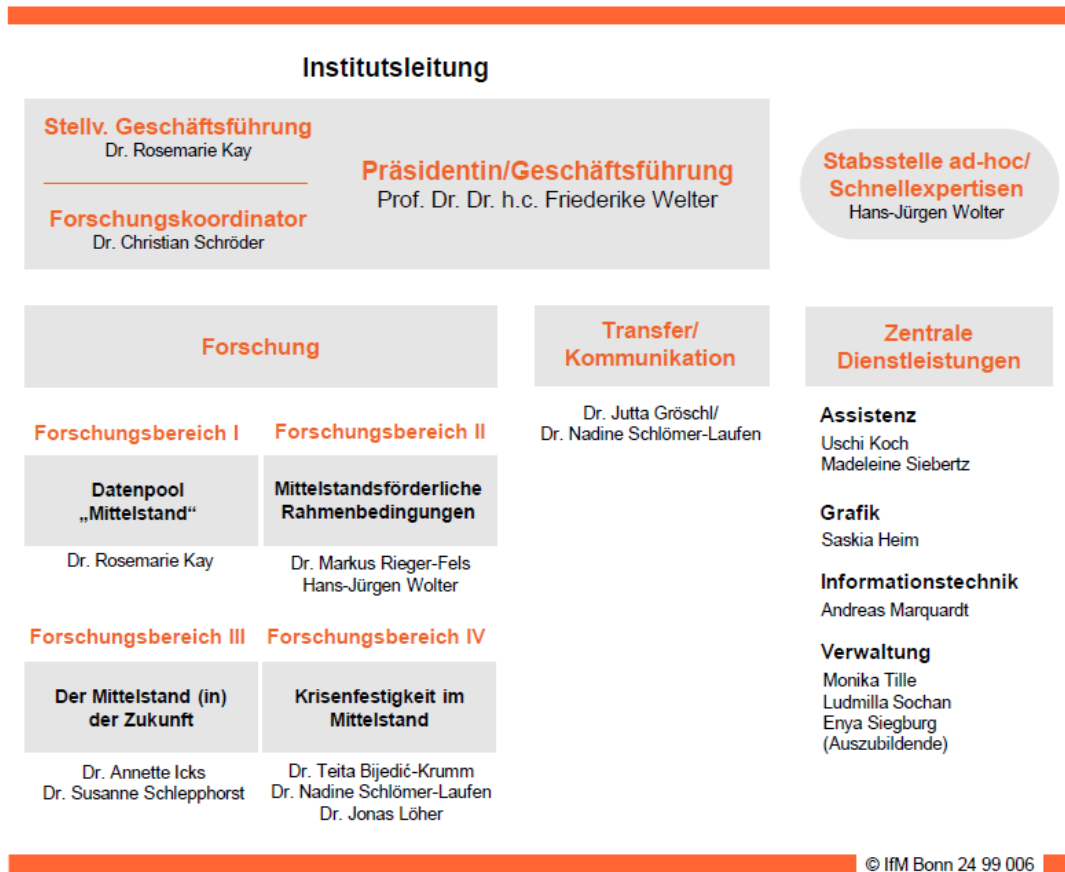 Institutsleitung
Stellv. Geschäftsführung
Dr. Rosemarie Kay
Forschungskoordinator
Dr. Christian Schröder
Präsidentin/Geschäftsführung
Prof. Dr. Dr. h.c. Friederike Welter
Stabsstelle ad-hoc/
Schnellexpertisen
Hans-Jürgen Wolter
Forschung
Forschungsbereich I
Datenpool
„Mittelstand“
Dr. Rosemarie Kay
Forschungsbereich II
Mittelstandsförderliche
Rahmenbedingungen
Dr. Markus Rieger-Fels
Hans-Jürgen Wolter
Forschungsbereich III
Der Mittelstand (in)
der Zukunft
Dr. Annette Icks
Dr. Susanne Schlepphorst
Forschungsbereich IV
Krisenfestigkeit im
Mittelstand
Dr. Teita Bijedić-Krumm
Dr. Nadine Schlömer-Laufen
Dr. Jonas Löher
Transfer/
Kommunikation
Dr. Jutta Gröschl/
Dr. Nadine Schlömer-Laufen
Zentrale
Dienstleistungen
Assistenz
Uschi Koch
Madeleine Siebertz
Grafik
Saskia Heim
Informationstechnik
Andreas Marquardt
Verwaltung
Monika Tille
Ludmilla Sochan
Enya Siegburg
(Auszubildende)
© IfM Bonn 24 99 006